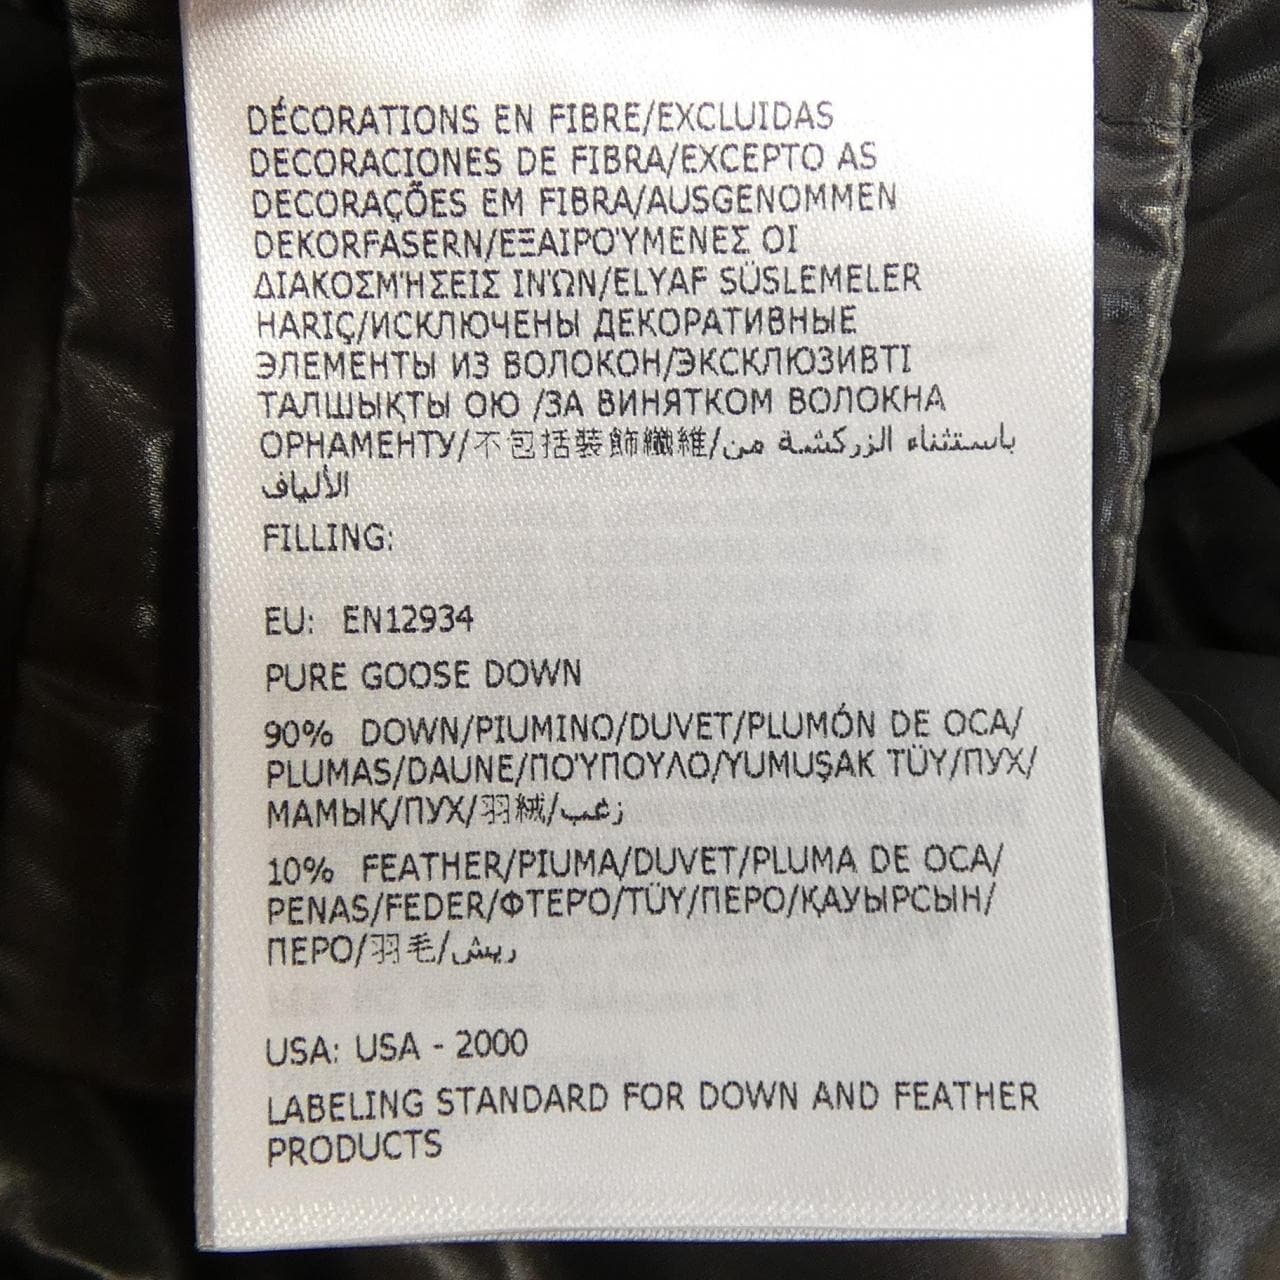 DÉCORATIONS EN FIBRE/EXCLUIDAS
DECORACIONES DE FIBRA/EXCEPTO AS
DECORAÇÕES EM FIBRA/AUSGENOMMEN
DEKORFASERN/ΕΞΑΙΡΟΎΜΕΝΕΣ ΟΙ
ΔΙΑΚΟΣΜΉΣΕΙΣ ΙΝΏΝ/ELYAF SÜSLEMELER
HARIÇ/ИСКЛЮЧЕНЫ ДЕКОРАТИВНЫЕ
ЭЛЕМЕНТЫ ИЗ ВОЛОКОН/ЭКСКЛЮЗИВТІ
ТАЛШЫҚТЫ ОЮ /ЗА ВИНЯТКОМ ВОЛОКНА
ОРНАМЕНТУ/不包括裝飾纖維/باستثناء الزركشة من
الألياف
FILLING:
EU: EN12934
PURE GOOSE DOWN
90% DOWN/PIUMINO/DUVET/PLUMÓN DE OCA/
PLUMAS/DAUNE/ΠΟΎΠΟΥΛΟ/YUMUŞAK TÜY/ПУХ/
МАМЫҚ/ПУХ/羽絨/زغب
10% FEATHER/PIUMA/DUVET/PLUMA DE OCA/
PENAS/FEDER/ΦΤΕΡΌ/TÜY/ПЕРО/ҚАУЫРСЫН/
ПЕРО/羽毛/ريش
USA: USA - 2000
LABELING STANDARD FOR DOWN AND FEATHER
PRODUCTS